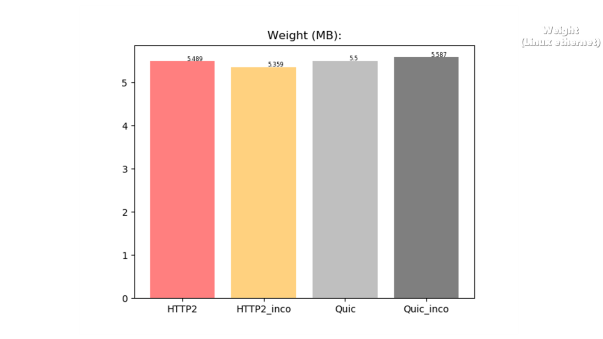 Weight (MB):
Weight
(Linux ethernet)
5.489
5.359
5.5
5.587
5
4
3
2
1
0
HTTP2
HTTP2_inco
Quic
Quic_inco